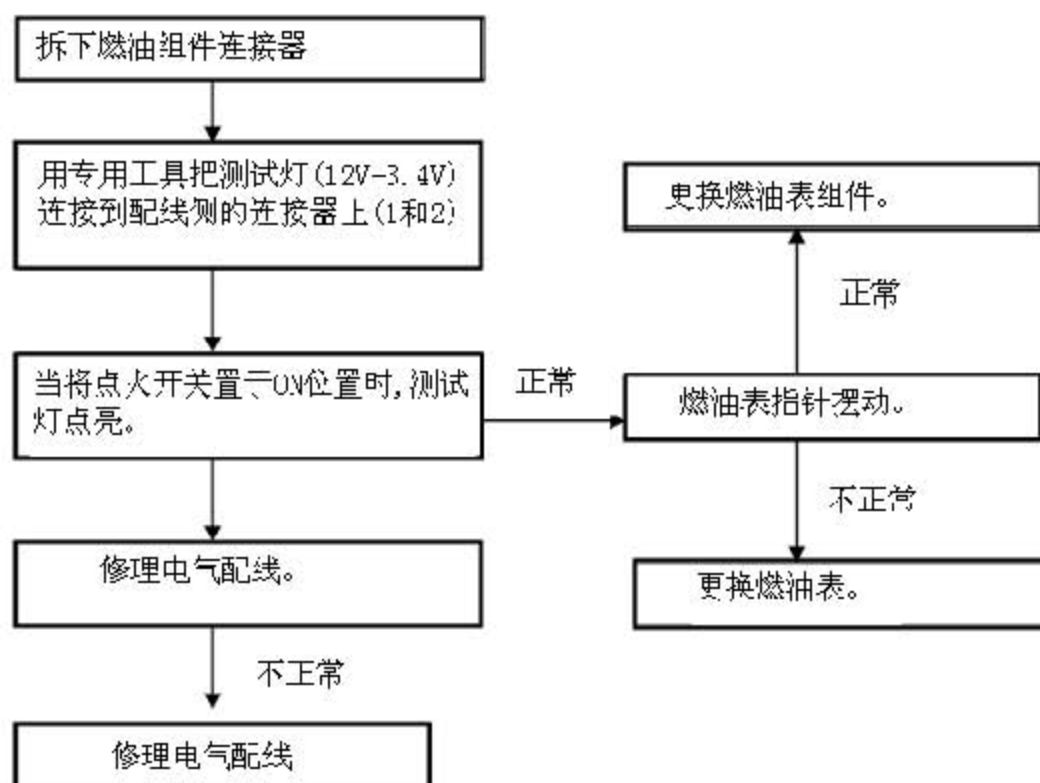 拆下燃油组件连接器
用专用工具把测试灯(12V-3.4V)
连接到配线侧的连接器上(1和2)
当将点火开关置于ON位置时,测试
灯点亮。
正常
修理电气配线。
不正常
修理电气配线
更换燃油表组件。
正常
燃油表指针摆动。
不正常
更换燃油表。